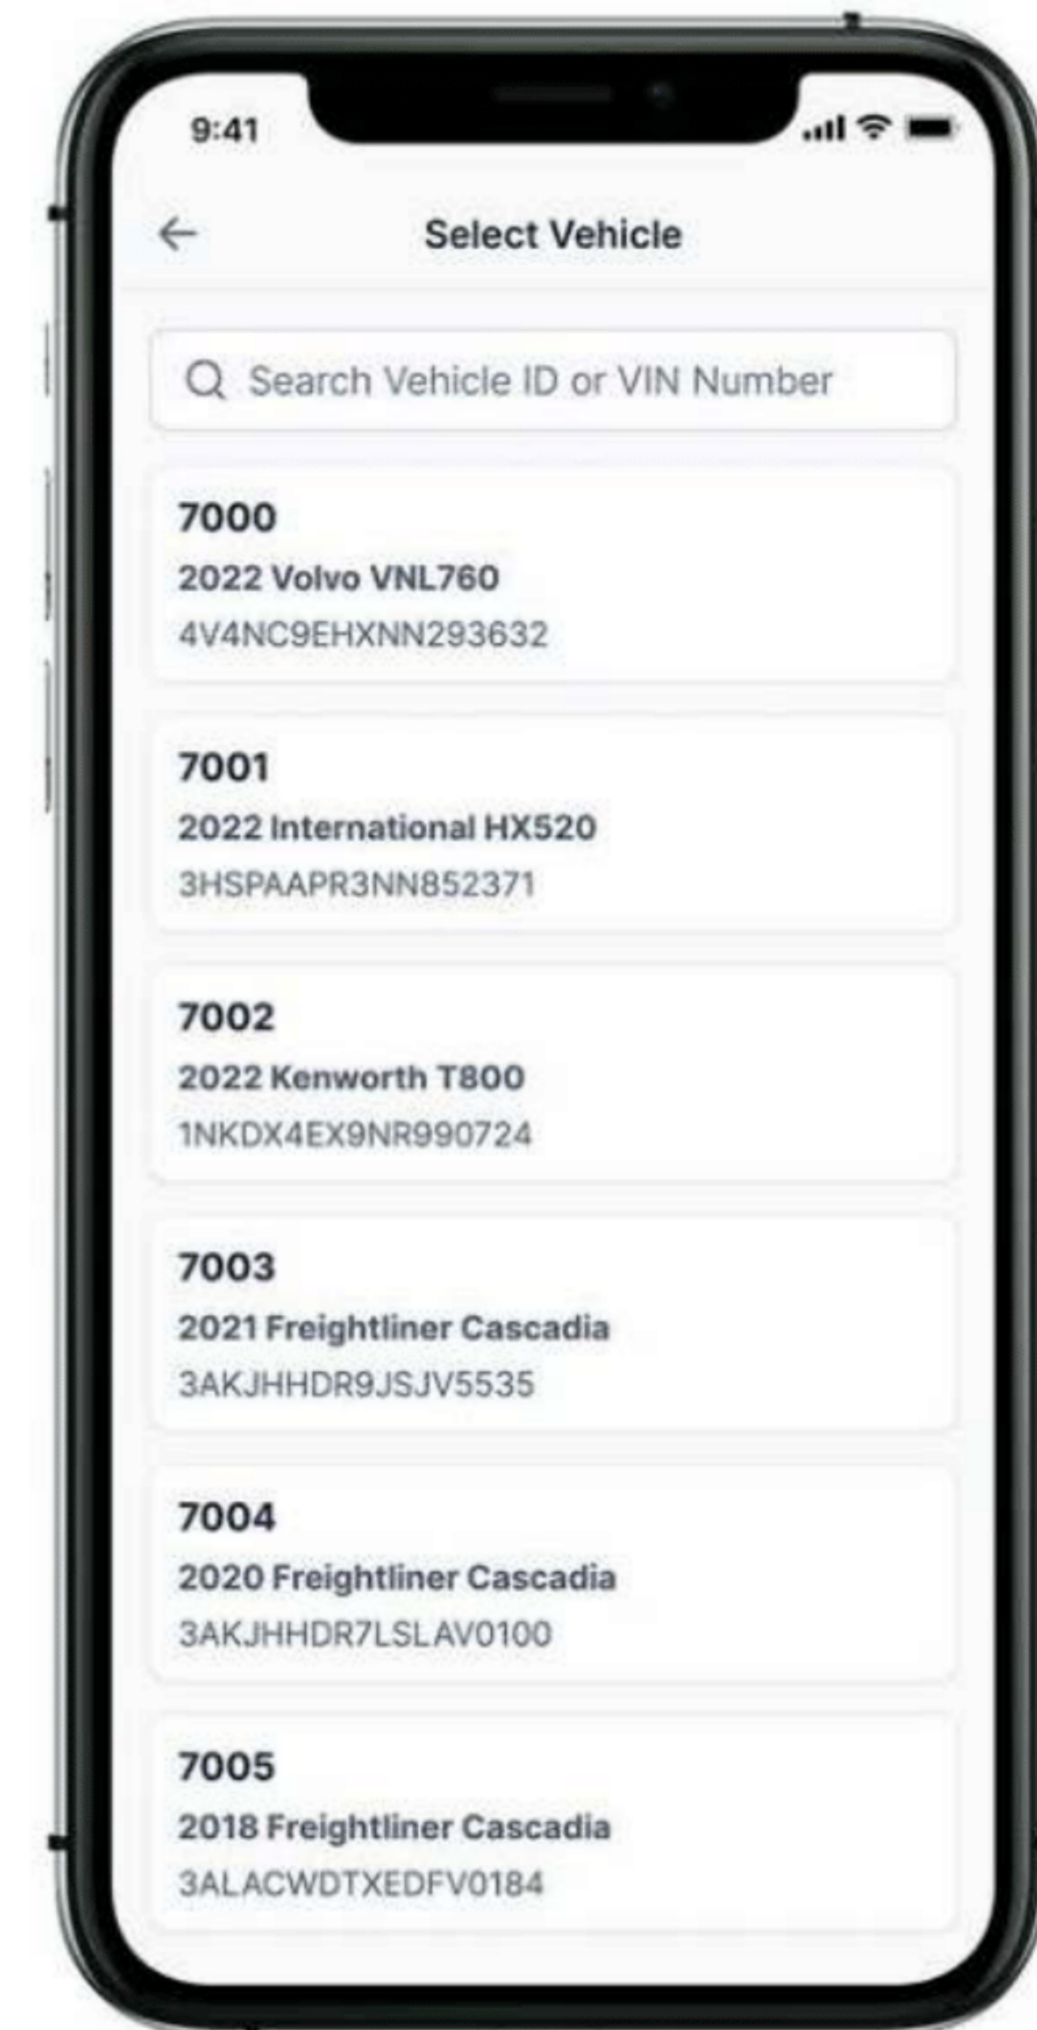 9:41
Select Vehicle
Search Vehicle ID or VIN Number
7000
2022 Volvo VNL760
4V4NC9EHXNN293632
7001
2022 International HX520
3HSPAAPR3NN852371
7002
2022 Kenworth T800
1NKDX4EX9NR990724
7003
2021 Freightliner Cascadia
3AKJHHDR9JSJV5535
7004
2020 Freightliner Cascadia
3AKJHHDR7LSLAV0100
7005
2018 Freightliner Cascadia
3ALACWDTXEDFV0184